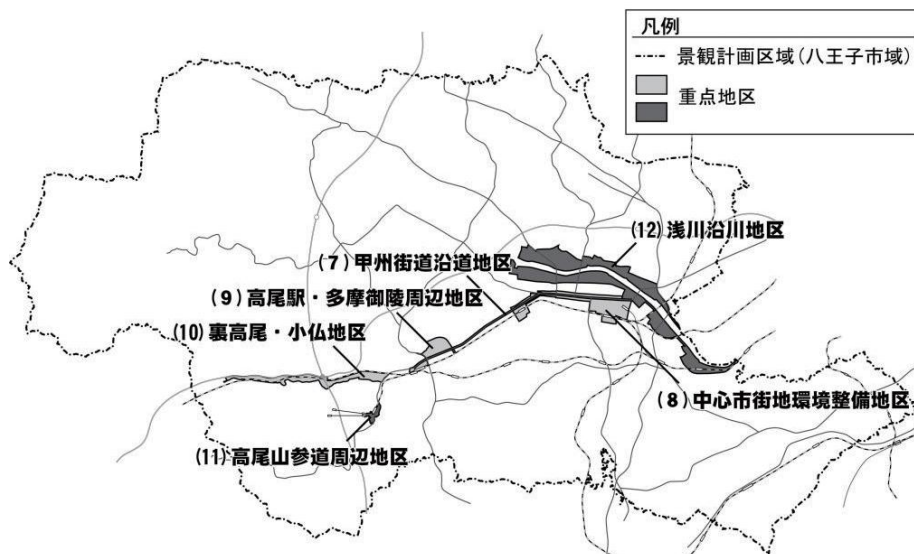 凡例
景観計画区域(八王子市域)
重点地区
(12)浅川沿川地区
(7)甲州街道沿道地区
(9)高尾駅・多摩御陵周辺地区
(10)裏高尾・小仏地区
(8)中心市街地環境整備地区
(11)高尾山参道周辺地区